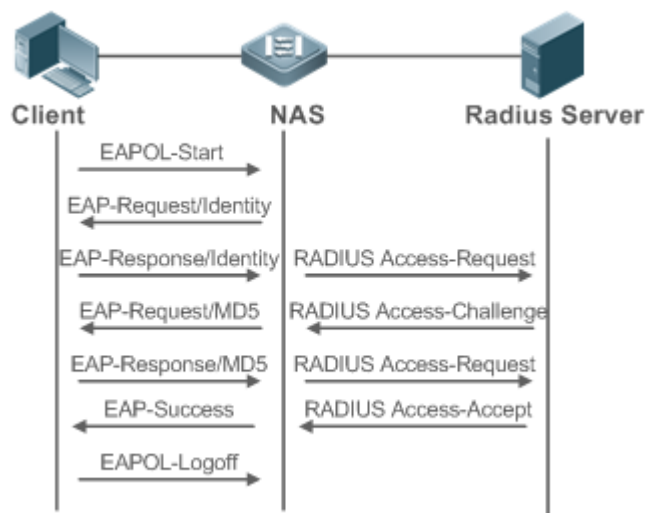 Client
NAS
Radius Server
EAPOL-Start
EAP-Request/Identity
EAP-Response/Identity
RADIUS Access-Request
EAP-Request/MD5
RADIUS Access-Challenge
EAP-Response/MD5
RADIUS Access-Request
EAP-Success
RADIUS Access-Accept
EAPOL-Logoff